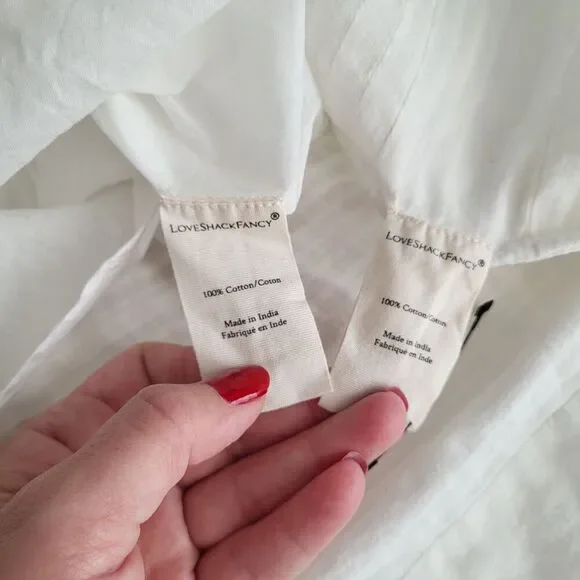 LOVESHACKFANCY®
100% Cotton/Coton
Made in India
Fabriqué en Inde
LOVESHACKFANCY®
100% Cotton/Coton
Made in India
Fabriqué en Inde